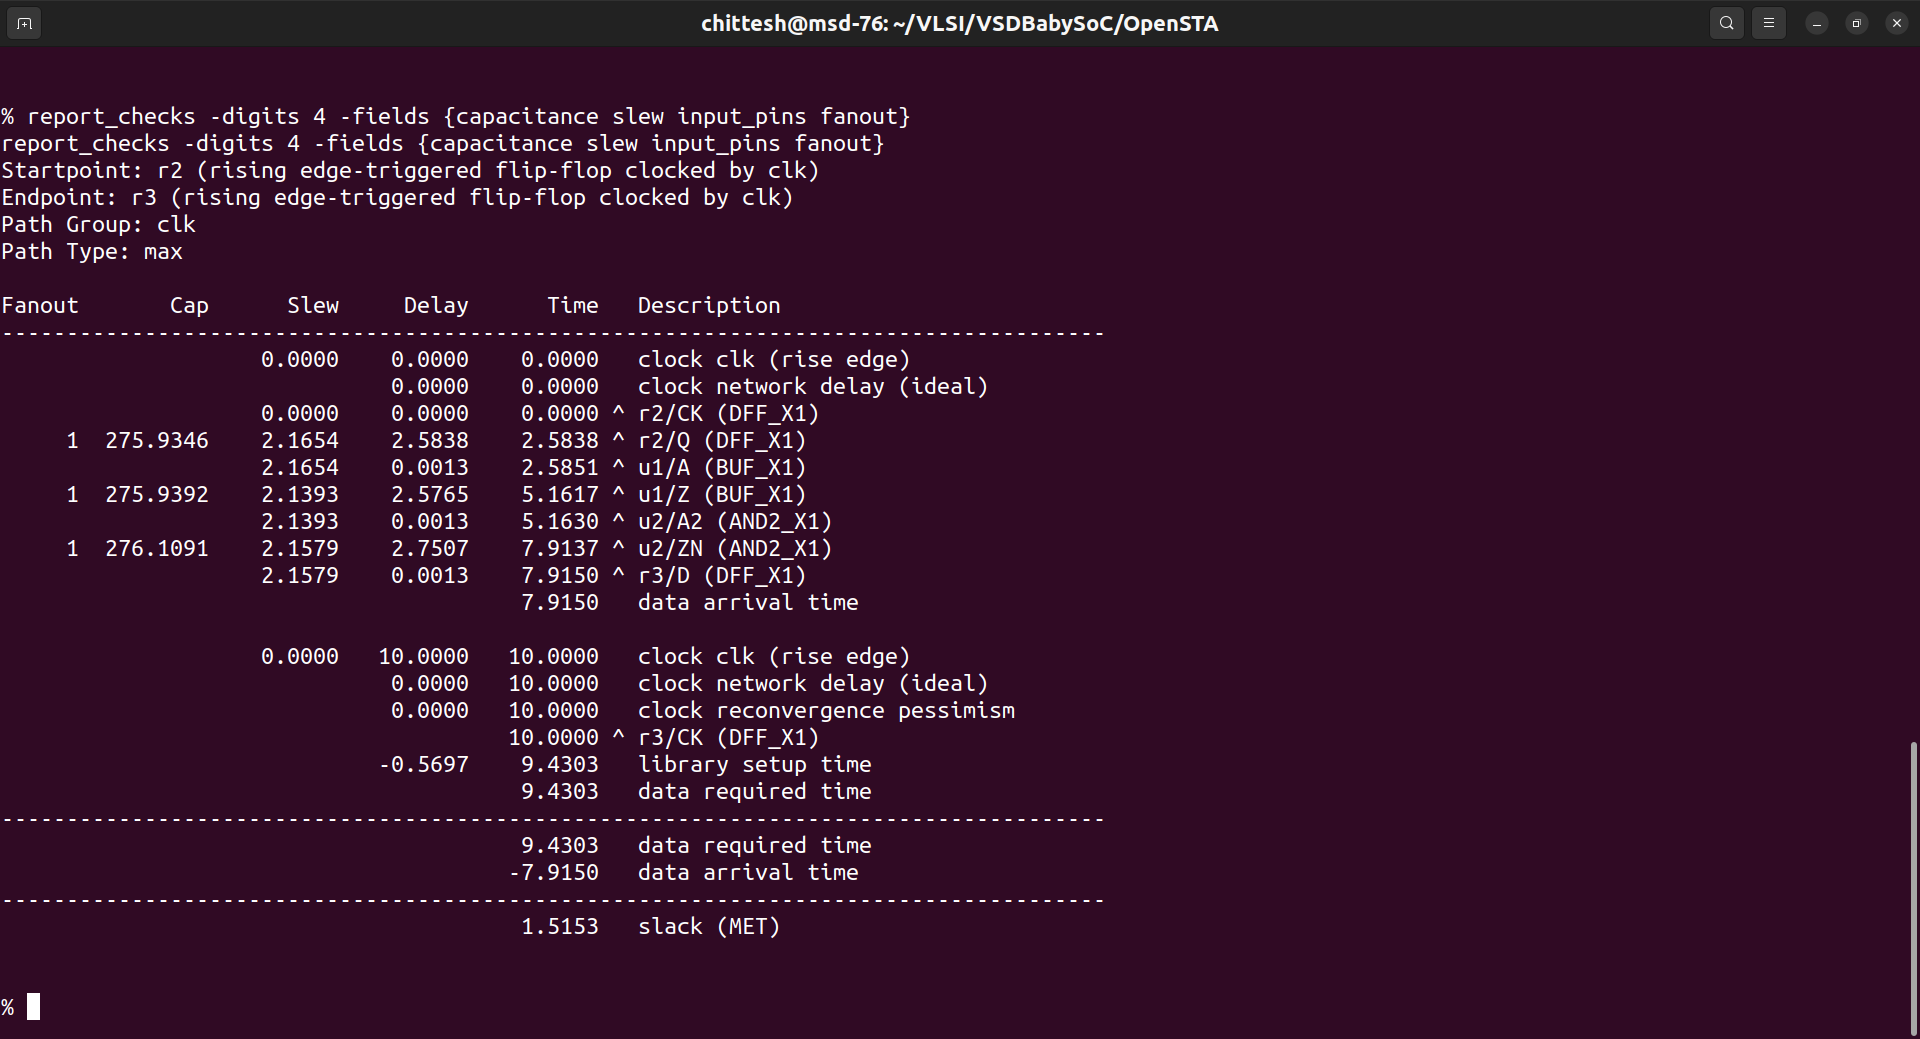 chittesh@msd-76: ~/VLSI/VSDBabySoC/OpenSTA
% report_checks -digits 4 -fields {capacitance slew input_pins fanout}
report_checks -digits 4 -fields {capacitance slew input_pins fanout}
Startpoint: r2 (rising edge-triggered flip-flop clocked by clk)
Endpoint: r3 (rising edge-triggered flip-flop clocked by clk)
Path Group: clk
Path Type: max
Fanout       Cap      Slew     Delay      Time   Description
-------------------------------------------------------------------------------------
                    0.0000    0.0000    0.0000   clock clk (rise edge)
                              0.0000    0.0000   clock network delay (ideal)
                    0.0000    0.0000    0.0000 ^ r2/CK (DFF_X1)
     1  275.9346    2.1654    2.5838    2.5838 ^ r2/Q (DFF_X1)
                    2.1654    0.0013    2.5851 ^ u1/A (BUF_X1)
     1  275.9392    2.1393    2.5765    5.1617 ^ u1/Z (BUF_X1)
                    2.1393    0.0013    5.1630 ^ u2/A2 (AND2_X1)
     1  276.1091    2.1579    2.7507    7.9137 ^ u2/ZN (AND2_X1)
                    2.1579    0.0013    7.9150 ^ r3/D (DFF_X1)
                                        7.9150   data arrival time
                    0.0000   10.0000   10.0000   clock clk (rise edge)
                              0.0000   10.0000   clock network delay (ideal)
                              0.0000   10.0000   clock reconvergence pessimism
                                       10.0000 ^ r3/CK (DFF_X1)
                             -0.5697    9.4303   library setup time
                                        9.4303   data required time
-------------------------------------------------------------------------------------
                                        9.4303   data required time
                                       -7.9150   data arrival time
-------------------------------------------------------------------------------------
                                        1.5153   slack (MET)
%